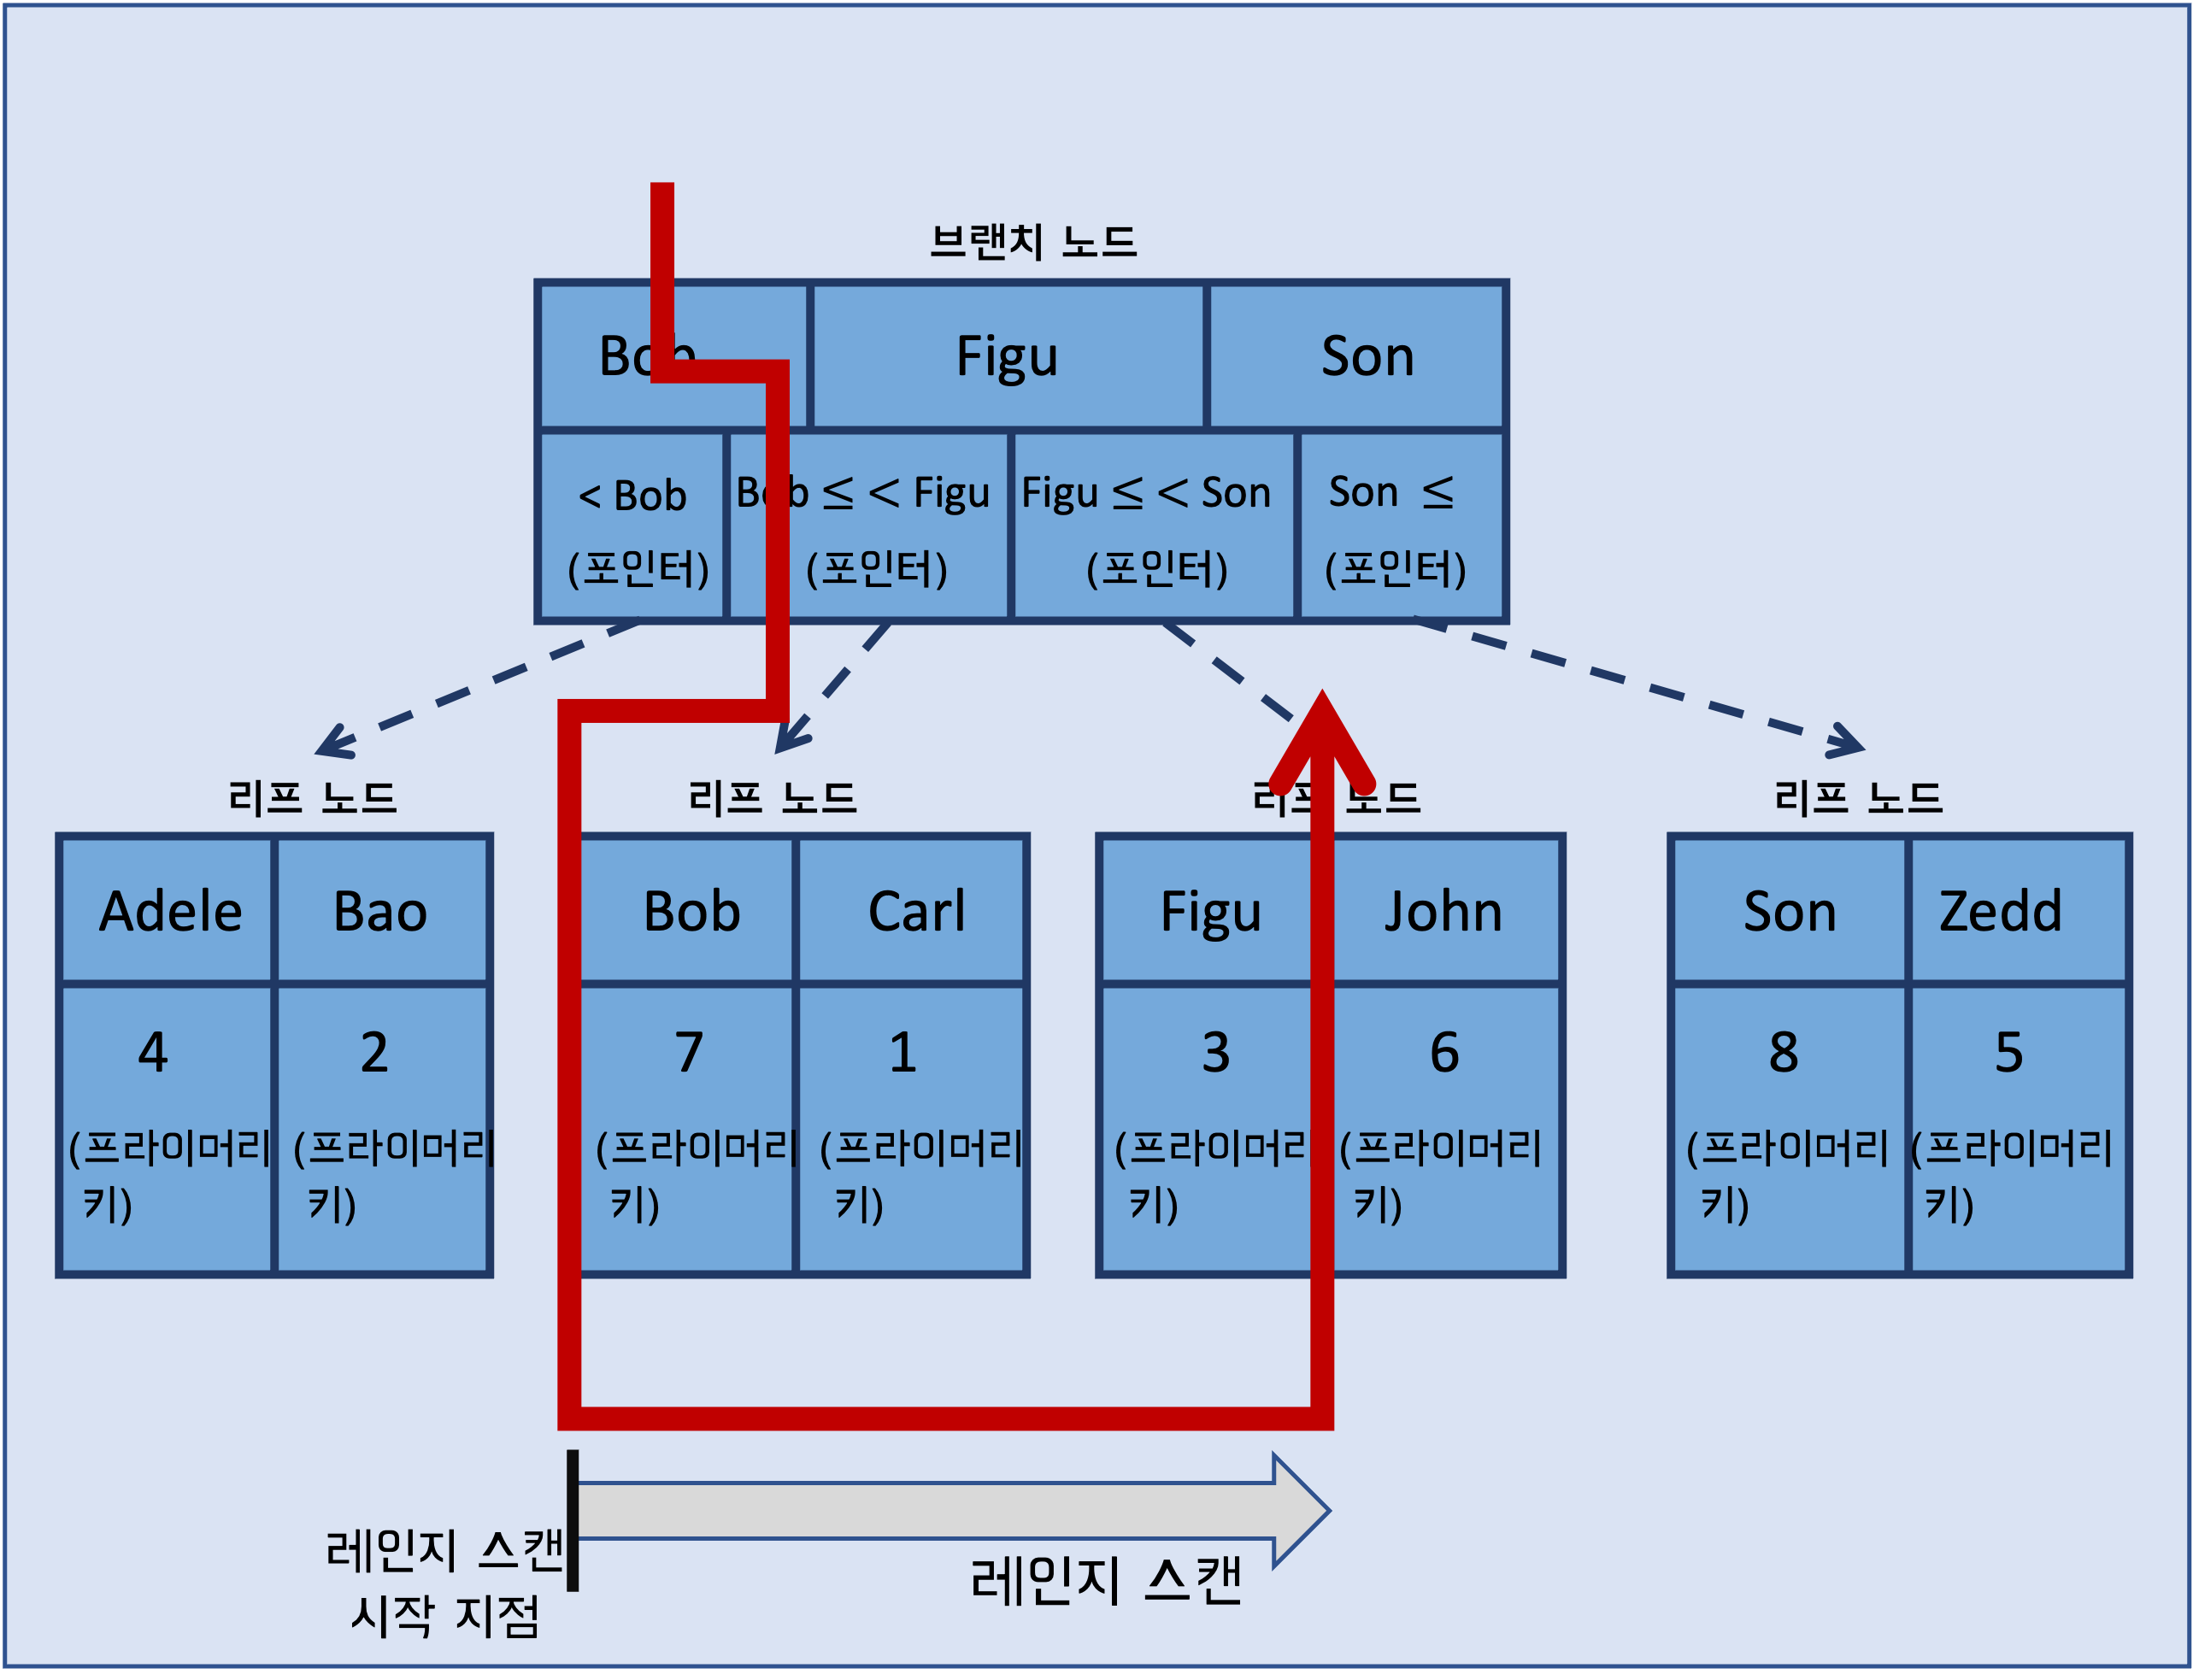 브랜치 노드
Bob Figu Son
< Bob Bob ≤ < Figu Figu ≤ < Son Son ≤
(포인터) (포인터) (포인터) (포인터)
리프 노드 리프 노드 리프 노드 리프 노드
Adele Bao Bob Carl Figu John Son Zedd
4 2 7 1 3 6 8 5
(프라이머리 (프라이머리 (프라이머리 (프라이머리 (프라이머리 (프라이머리 (프라이머리 (프라이머리
키) 키) 키) 키) 키) 키) 키) 키)
레인지 스캔
시작 지점
레인지 스캔